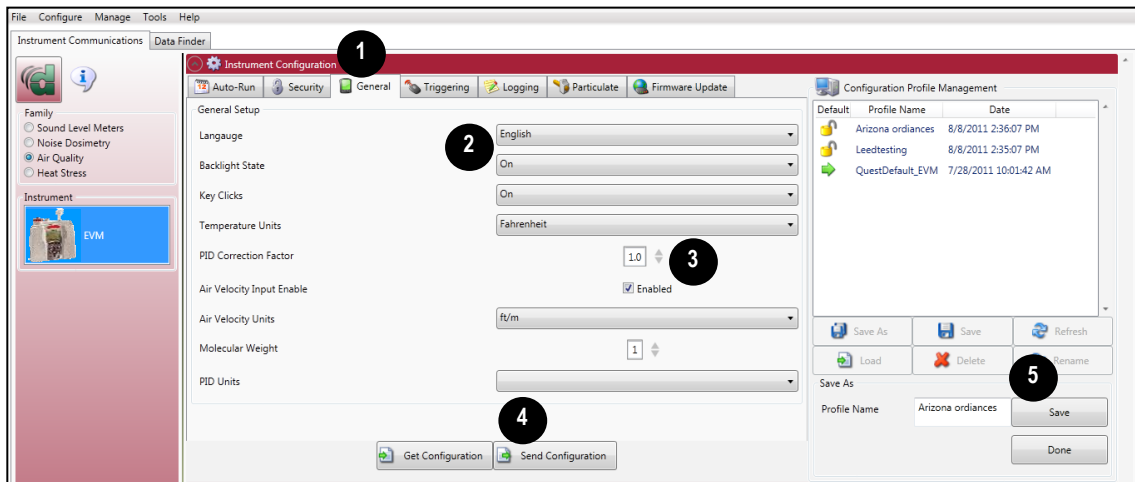 File Configure Manage Tools Help
Instrument Communications Data Finder
1
Instrument Configuration
Auto-Run Security General Triggering Logging Particulate Firmware Update
Family
Sound Level Meters
Noise Dosimetry
Air Quality
Heat Stress
Instrument
EVM
General Setup
Langauge English
2
Backlight State On
Key Clicks On
Temperature Units Fahrenheit
PID Correction Factor 1.0
3
Air Velocity Input Enable Enabled
Air Velocity Units ft/m
Molecular Weight 1
PID Units
4
Get Configuration Send Configuration
Configuration Profile Management
Default Profile Name Date
Arizona ordiances 8/8/2011 2:36:07 PM
Leedtesting 8/8/2011 2:35:07 PM
QuestDefault_EVM 7/28/2011 10:01:42 AM
Save As Save Refresh
Load Delete Rename
5
Save As
Profile Name Arizona ordiances Save
Done